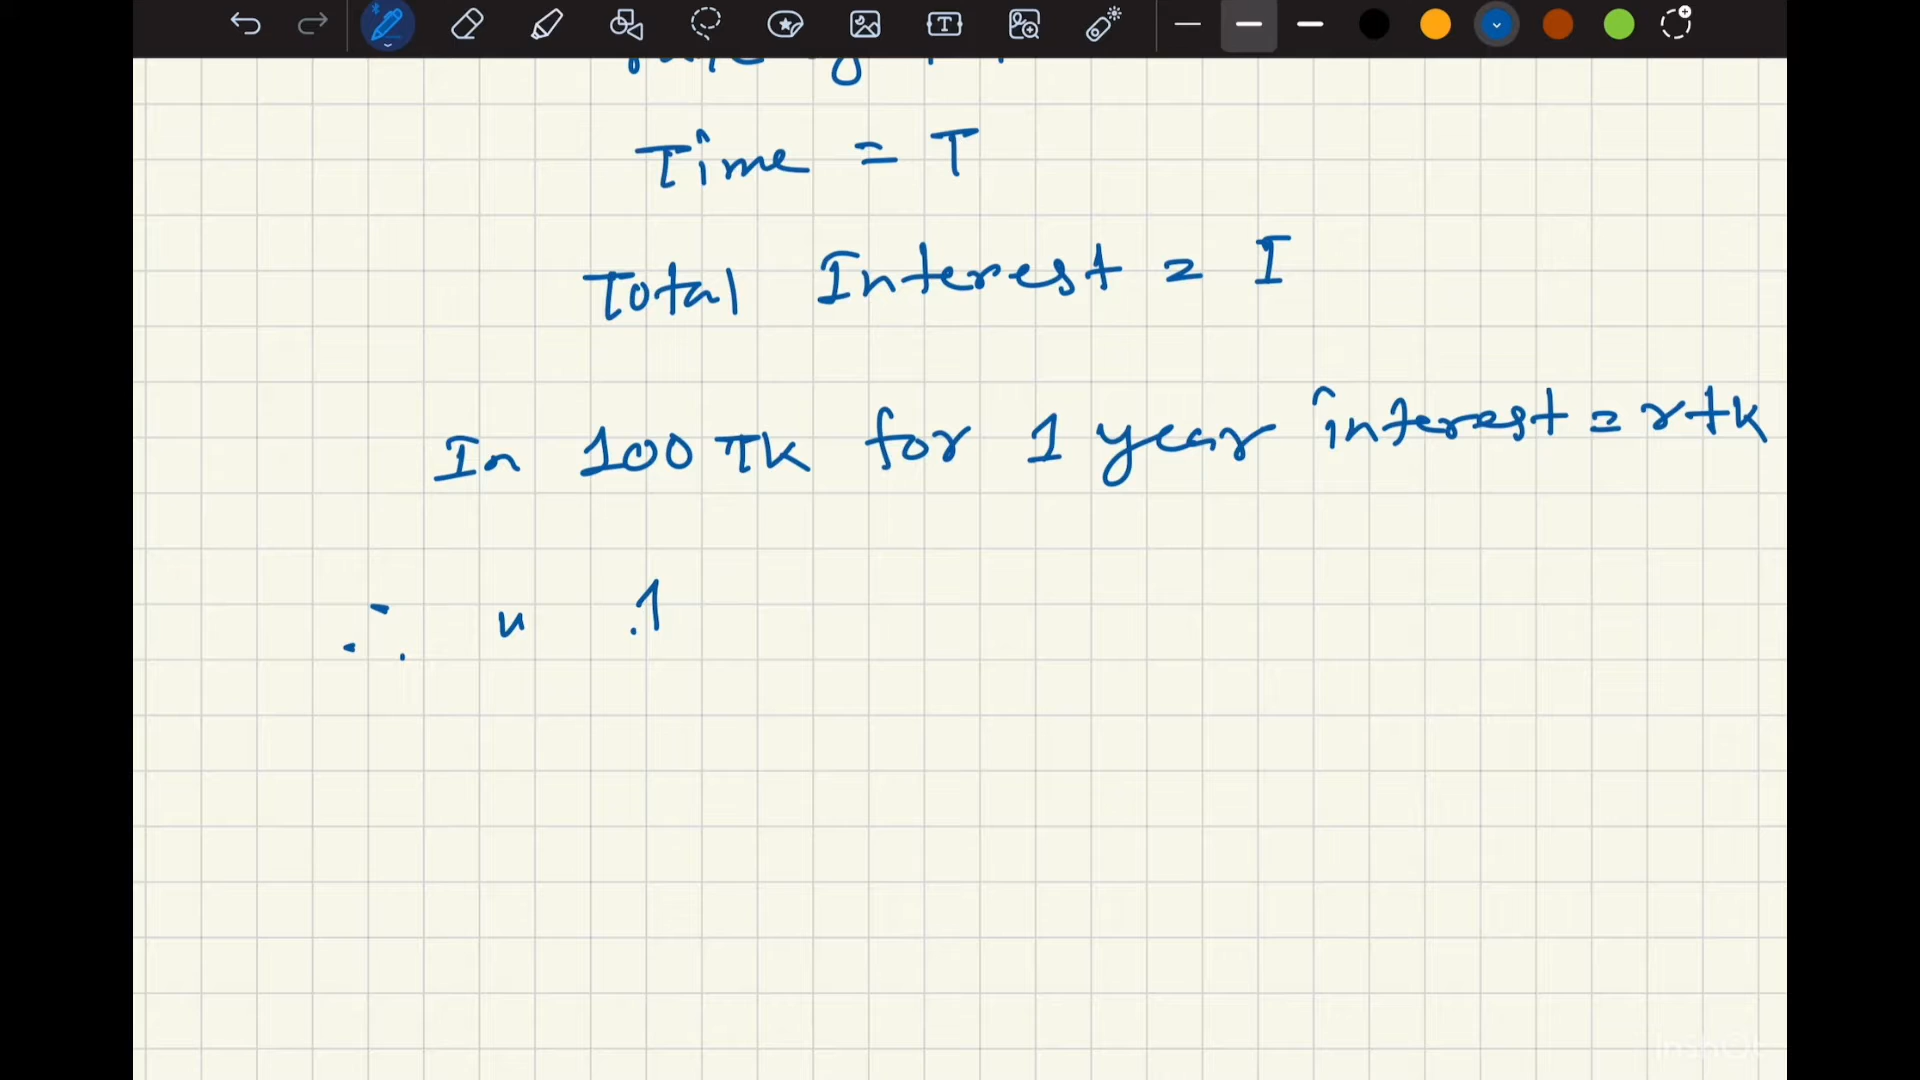 Time = T
Total Interest = I
In 100 Tk for 1 year interest = r tk
∴ " 1